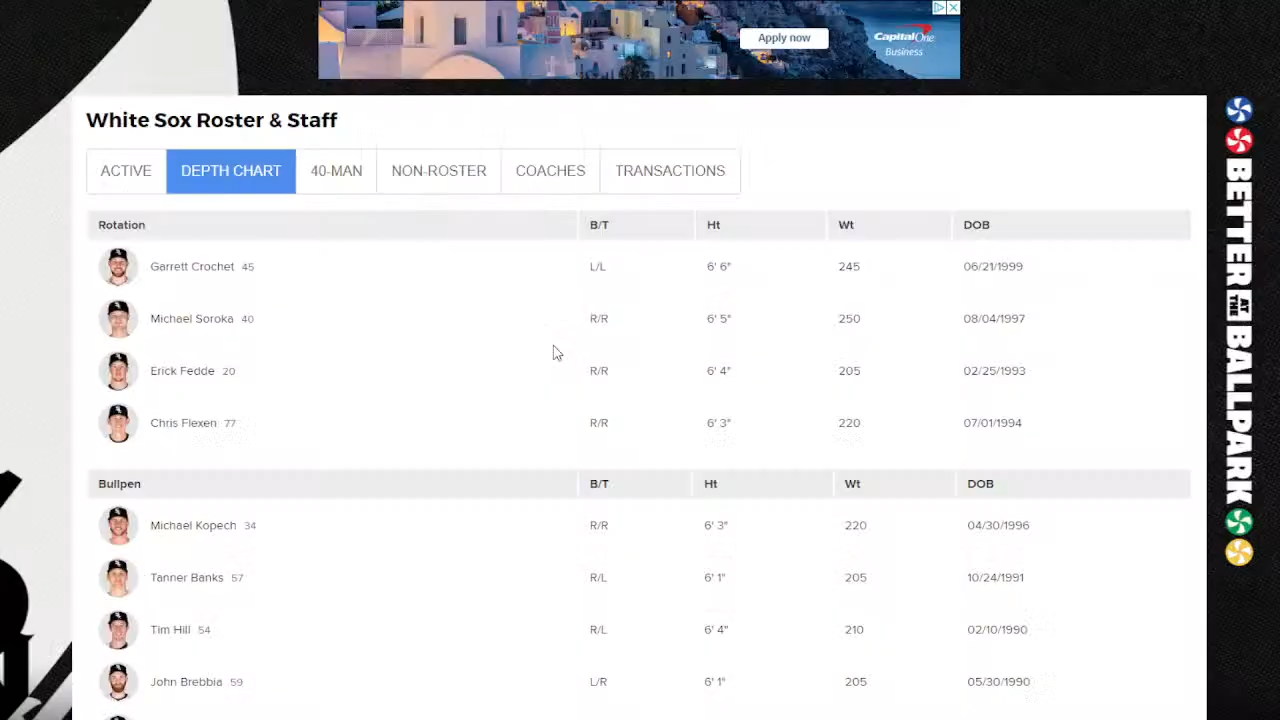 Apply now
Capital One
Business
White Sox Roster & Staff
ACTIVE DEPTH CHART 40-MAN NON-ROSTER COACHES TRANSACTIONS
Rotation B/T Ht Wt DOB
Garrett Crochet 45 L/L 6' 6" 245 06/21/1999
Michael Soroka 40 R/R 6' 5" 250 08/04/1997
Erick Fedde 20 R/R 6' 4" 205 02/25/1993
Chris Flexen 77 R/R 6' 3" 220 07/01/1994
Bullpen B/T Ht Wt DOB
Michael Kopech 34 R/R 6' 3" 220 04/30/1996
Tanner Banks 57 R/L 6' 1" 205 10/24/1991
Tim Hill 54 R/L 6' 4" 210 02/10/1990
John Brebbia 59 L/R 6' 1" 205 05/30/1990
BETTER AT THE BALLPARK